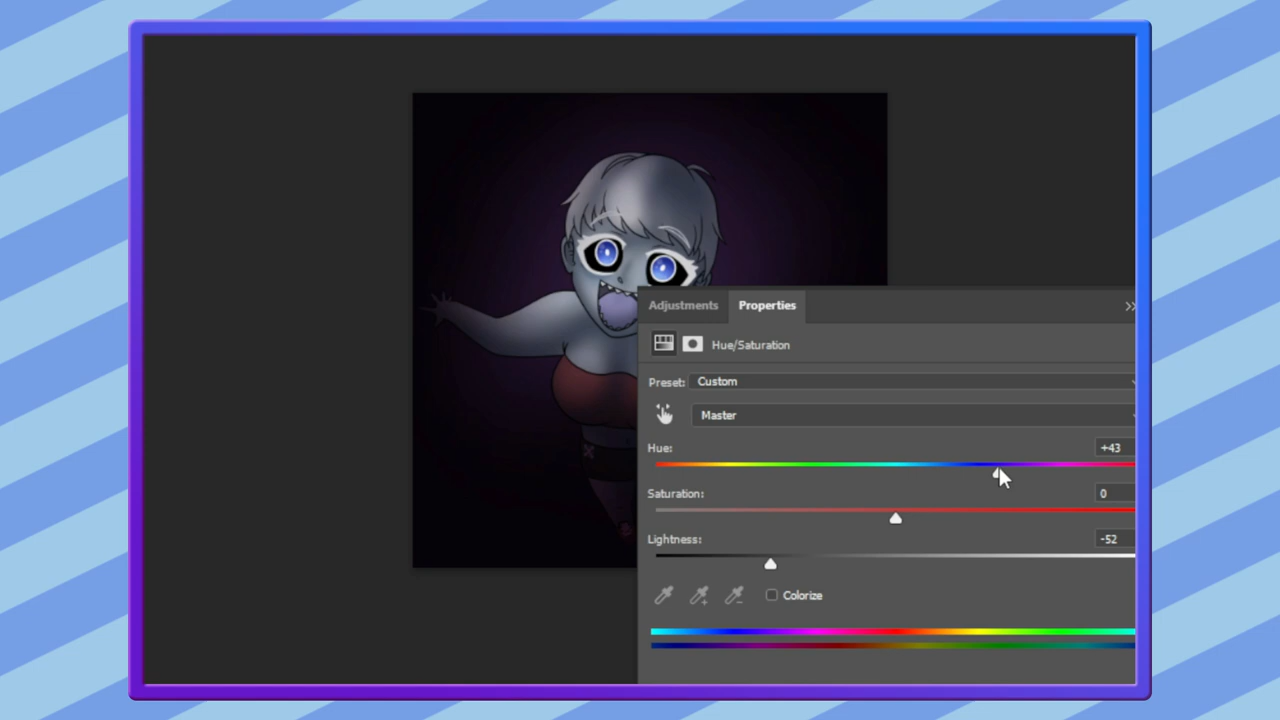 Adjustments Properties
Hue/Saturation
Preset: Custom
Master
Hue: +43
Saturation: 0
Lightness: -52
Colorize